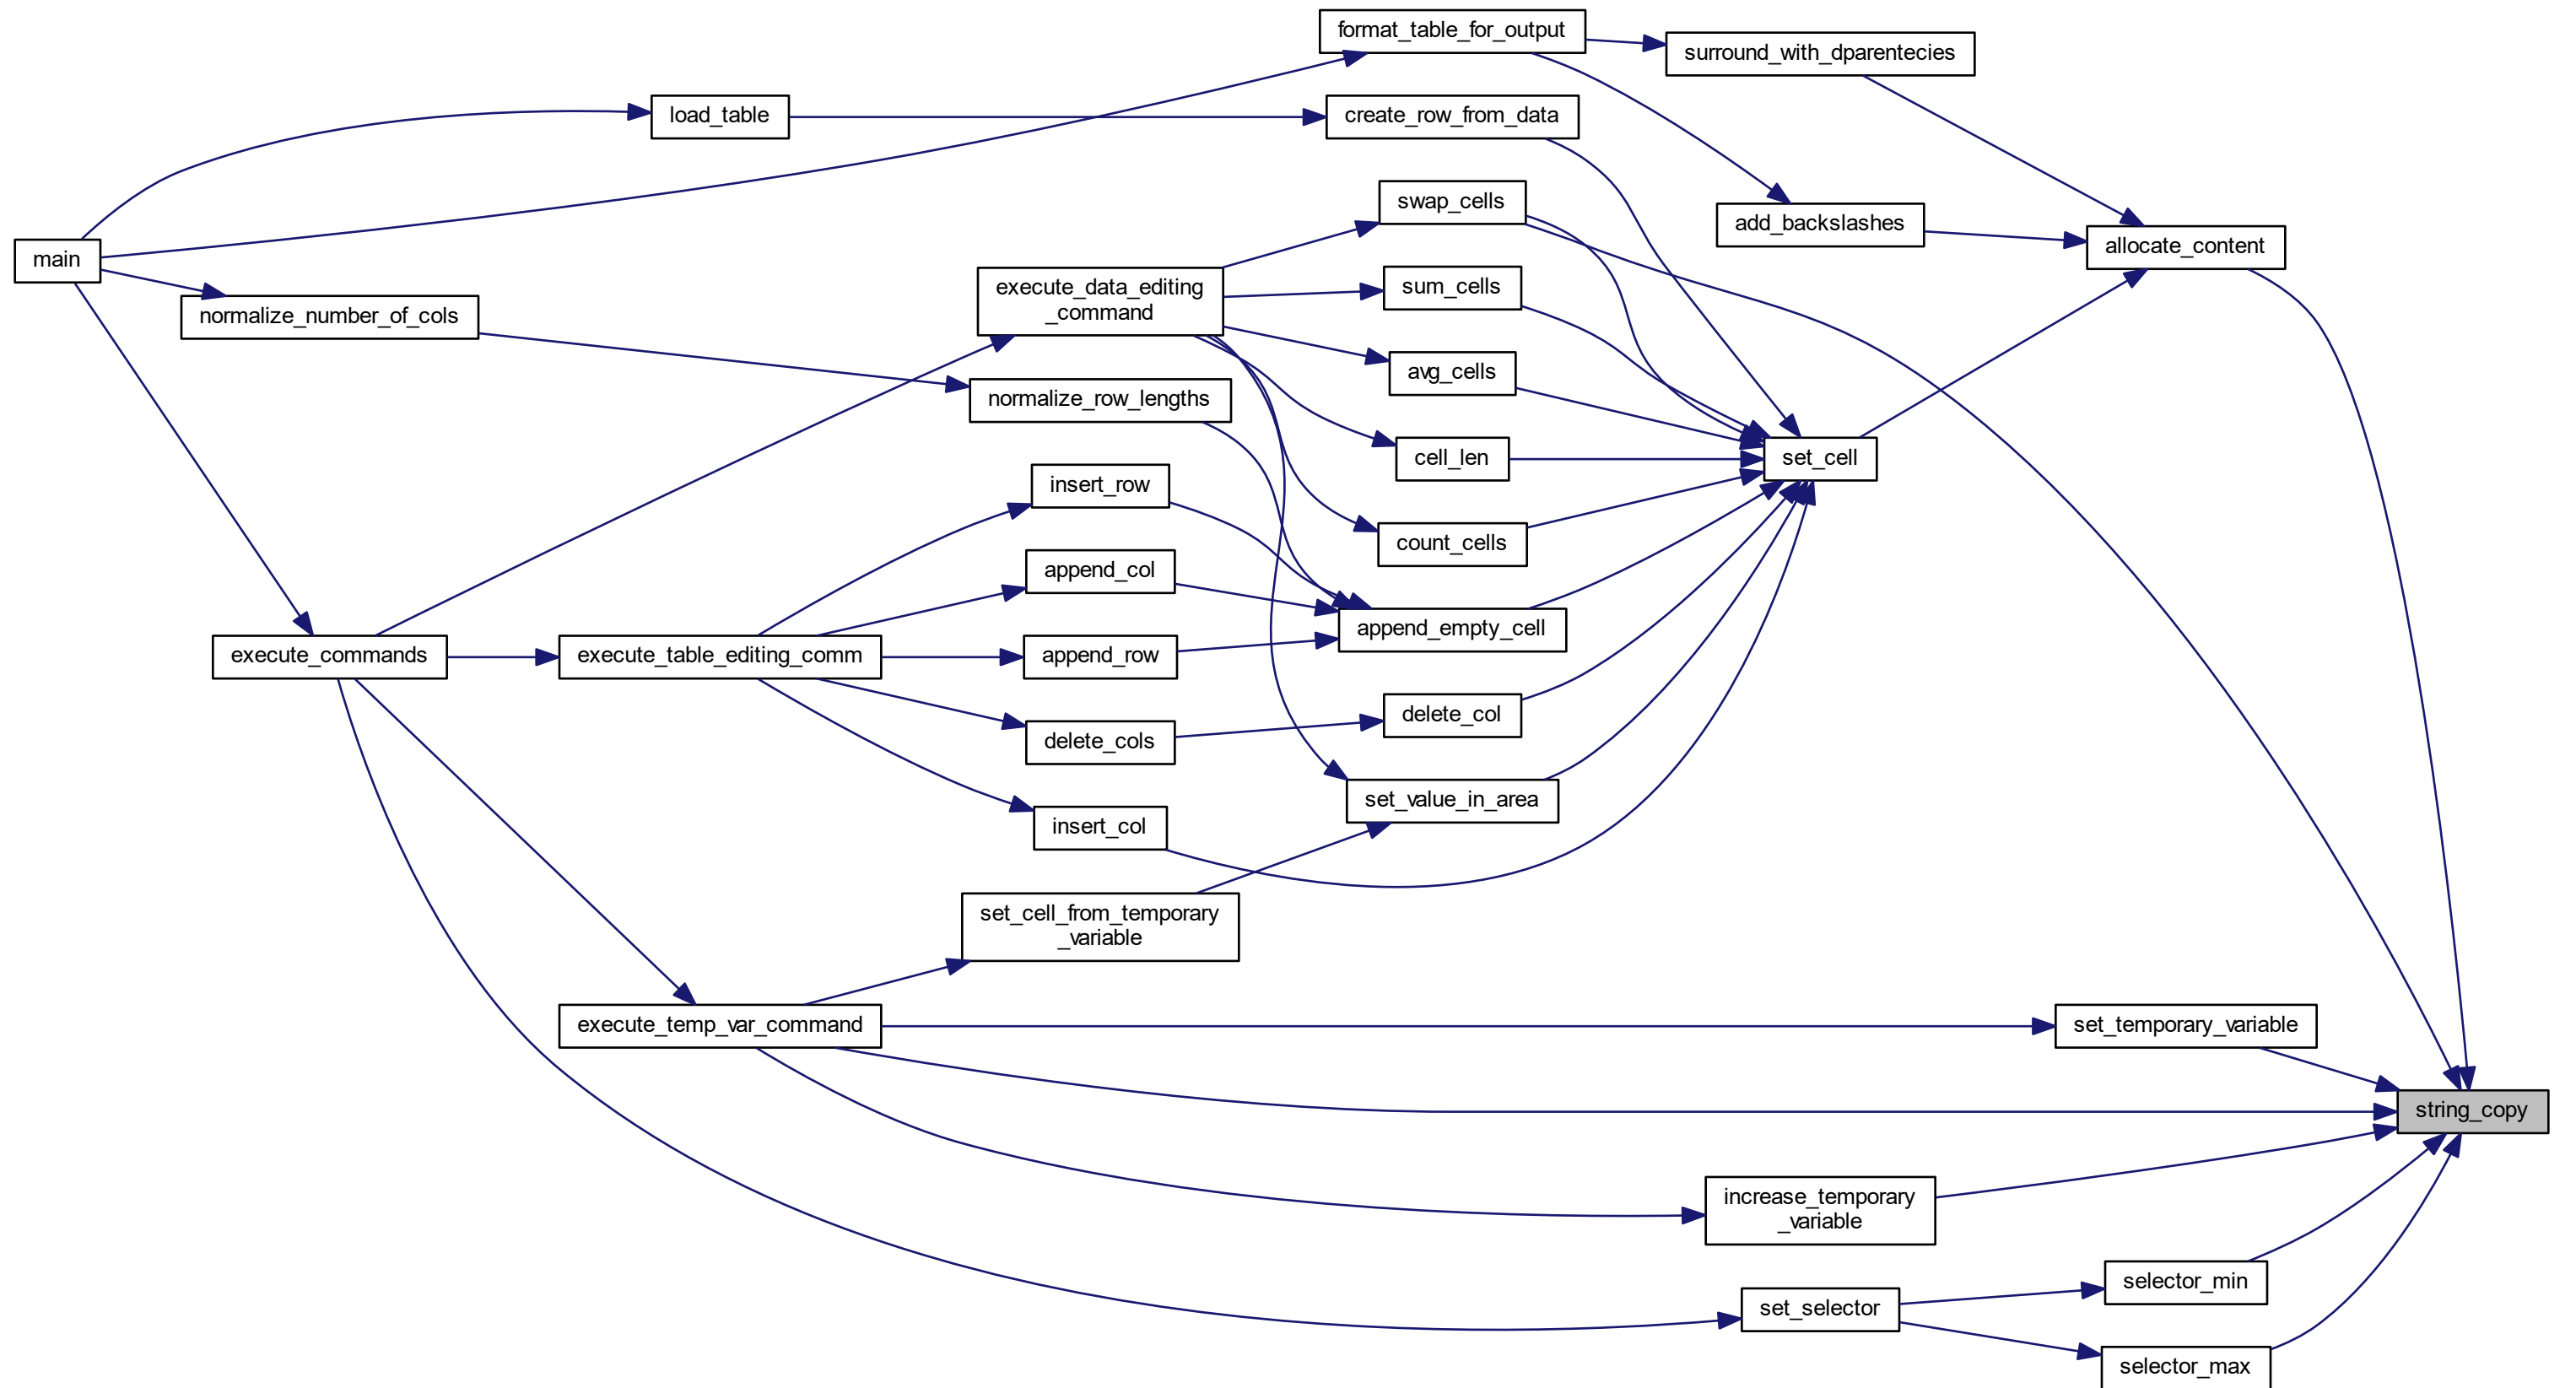 format_table_for_output
surround_with_dparentecies
load_table
create_row_from_data
swap_cells
add_backslashes
allocate_content
main
execute_data_editing
_command
sum_cells
normalize_number_of_cols
avg_cells
normalize_row_lengths
cell_len
set_cell
insert_row
count_cells
append_col
append_empty_cell
execute_commands
execute_table_editing_comm
append_row
delete_col
delete_cols
set_value_in_area
insert_col
set_cell_from_temporary
_variable
execute_temp_var_command
set_temporary_variable
string_copy
increase_temporary
_variable
selector_min
set_selector
selector_max